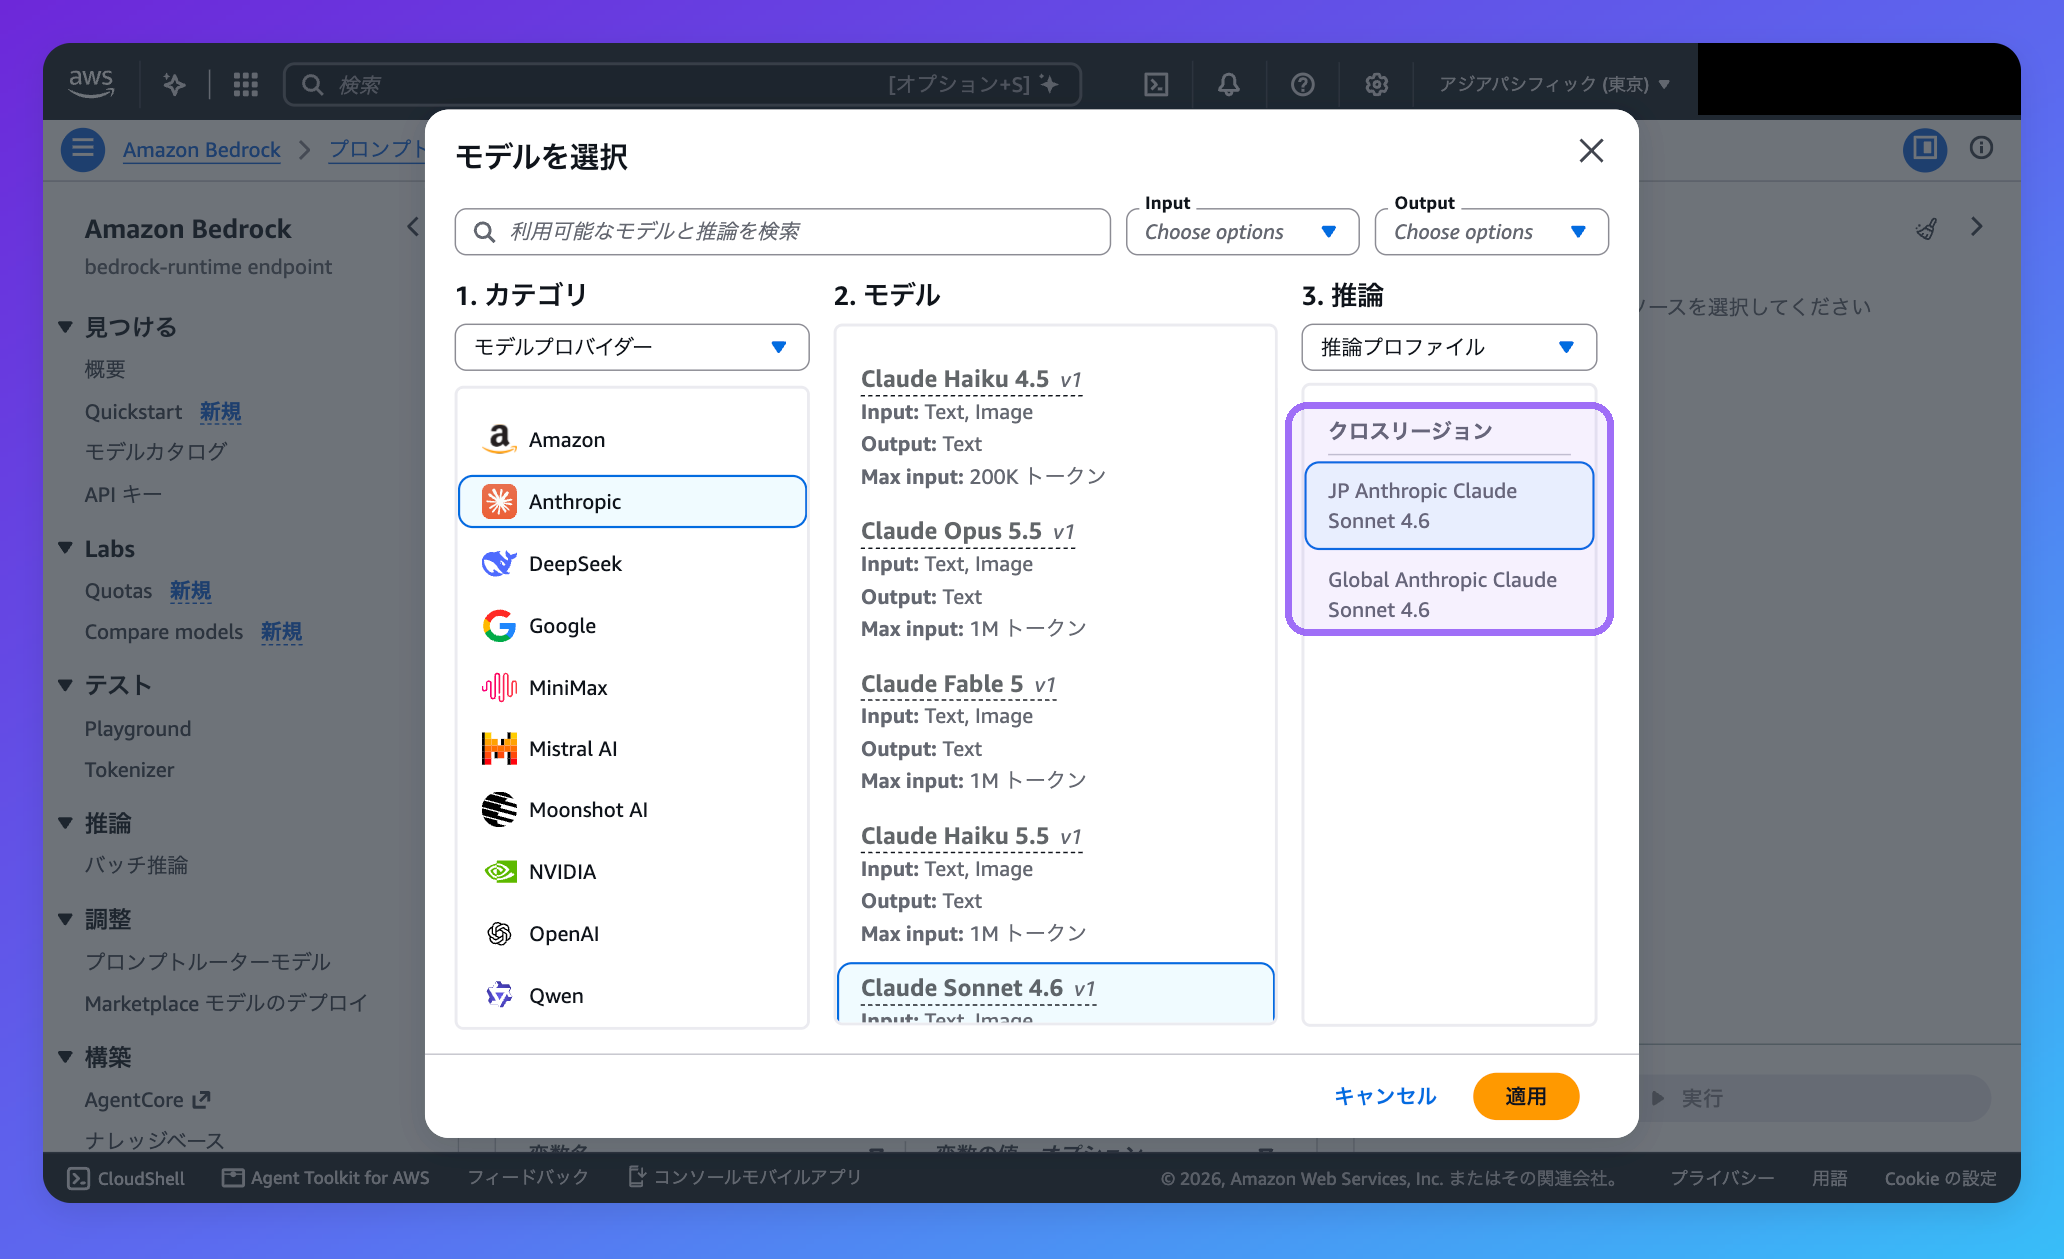 aws
検索
[オプション+S]
アジアパシフィック (東京)
Amazon Bedrock
プロンプト
Amazon Bedrock
bedrock-runtime endpoint
見つける
概要
Quickstart 新規
モデルカタログ
API キー
Labs
Quotas 新規
Compare models 新規
テスト
Playground
Tokenizer
推論
バッチ推論
調整
プロンプトルーターモデル
Marketplace モデルのデプロイ
構築
AgentCore
ナレッジベース
モデルを選択
利用可能なモデルと推論を検索
Input
Choose options
Output
Choose options
1. カテゴリ
モデルプロバイダー
Amazon
Anthropic
DeepSeek
Google
MiniMax
Mistral AI
Moonshot AI
NVIDIA
OpenAI
Qwen
2. モデル
Claude Haiku 4.5 v1
Input: Text, Image
Output: Text
Max input: 200K トークン
Claude Opus 5.5 v1
Input: Text, Image
Output: Text
Max input: 1M トークン
Claude Fable 5 v1
Input: Text, Image
Output: Text
Max input: 1M トークン
Claude Haiku 5.5 v1
Input: Text, Image
Output: Text
Max input: 1M トークン
Claude Sonnet 4.6 v1
Input: Text, Image
3. 推論
推論プロファイル
クロスリージョン
JP Anthropic Claude
Sonnet 4.6
Global Anthropic Claude
Sonnet 4.6
キャンセル
適用
ースを選択してください
実行
変数名
変数の値 - オプション
CloudShell
Agent Toolkit for AWS
フィードバック
コンソールモバイルアプリ
© 2026, Amazon Web Services, Inc. またはその関連会社。
プライバシー
用語
Cookie の設定